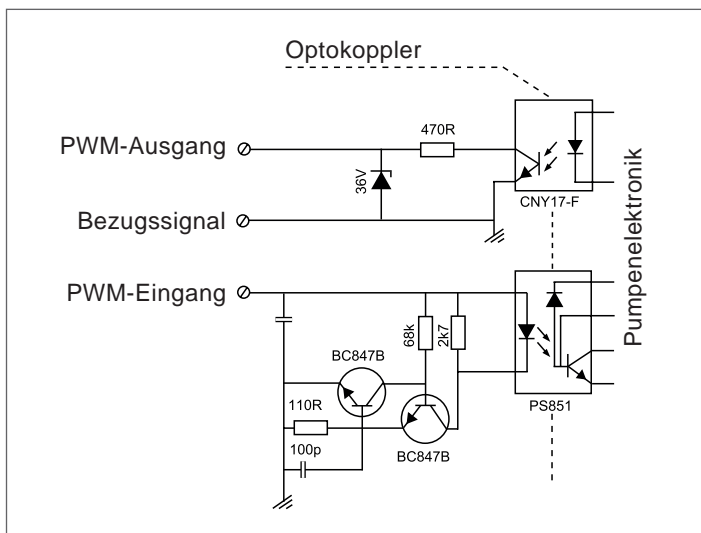 Optokoppler
PWM-Ausgang
470R
36V
CNY17-F
Bezugssignal
PWM-Eingang
68k
2k7
BC847B
110R
100p
BC847B
PS851
Pumpenelektronik